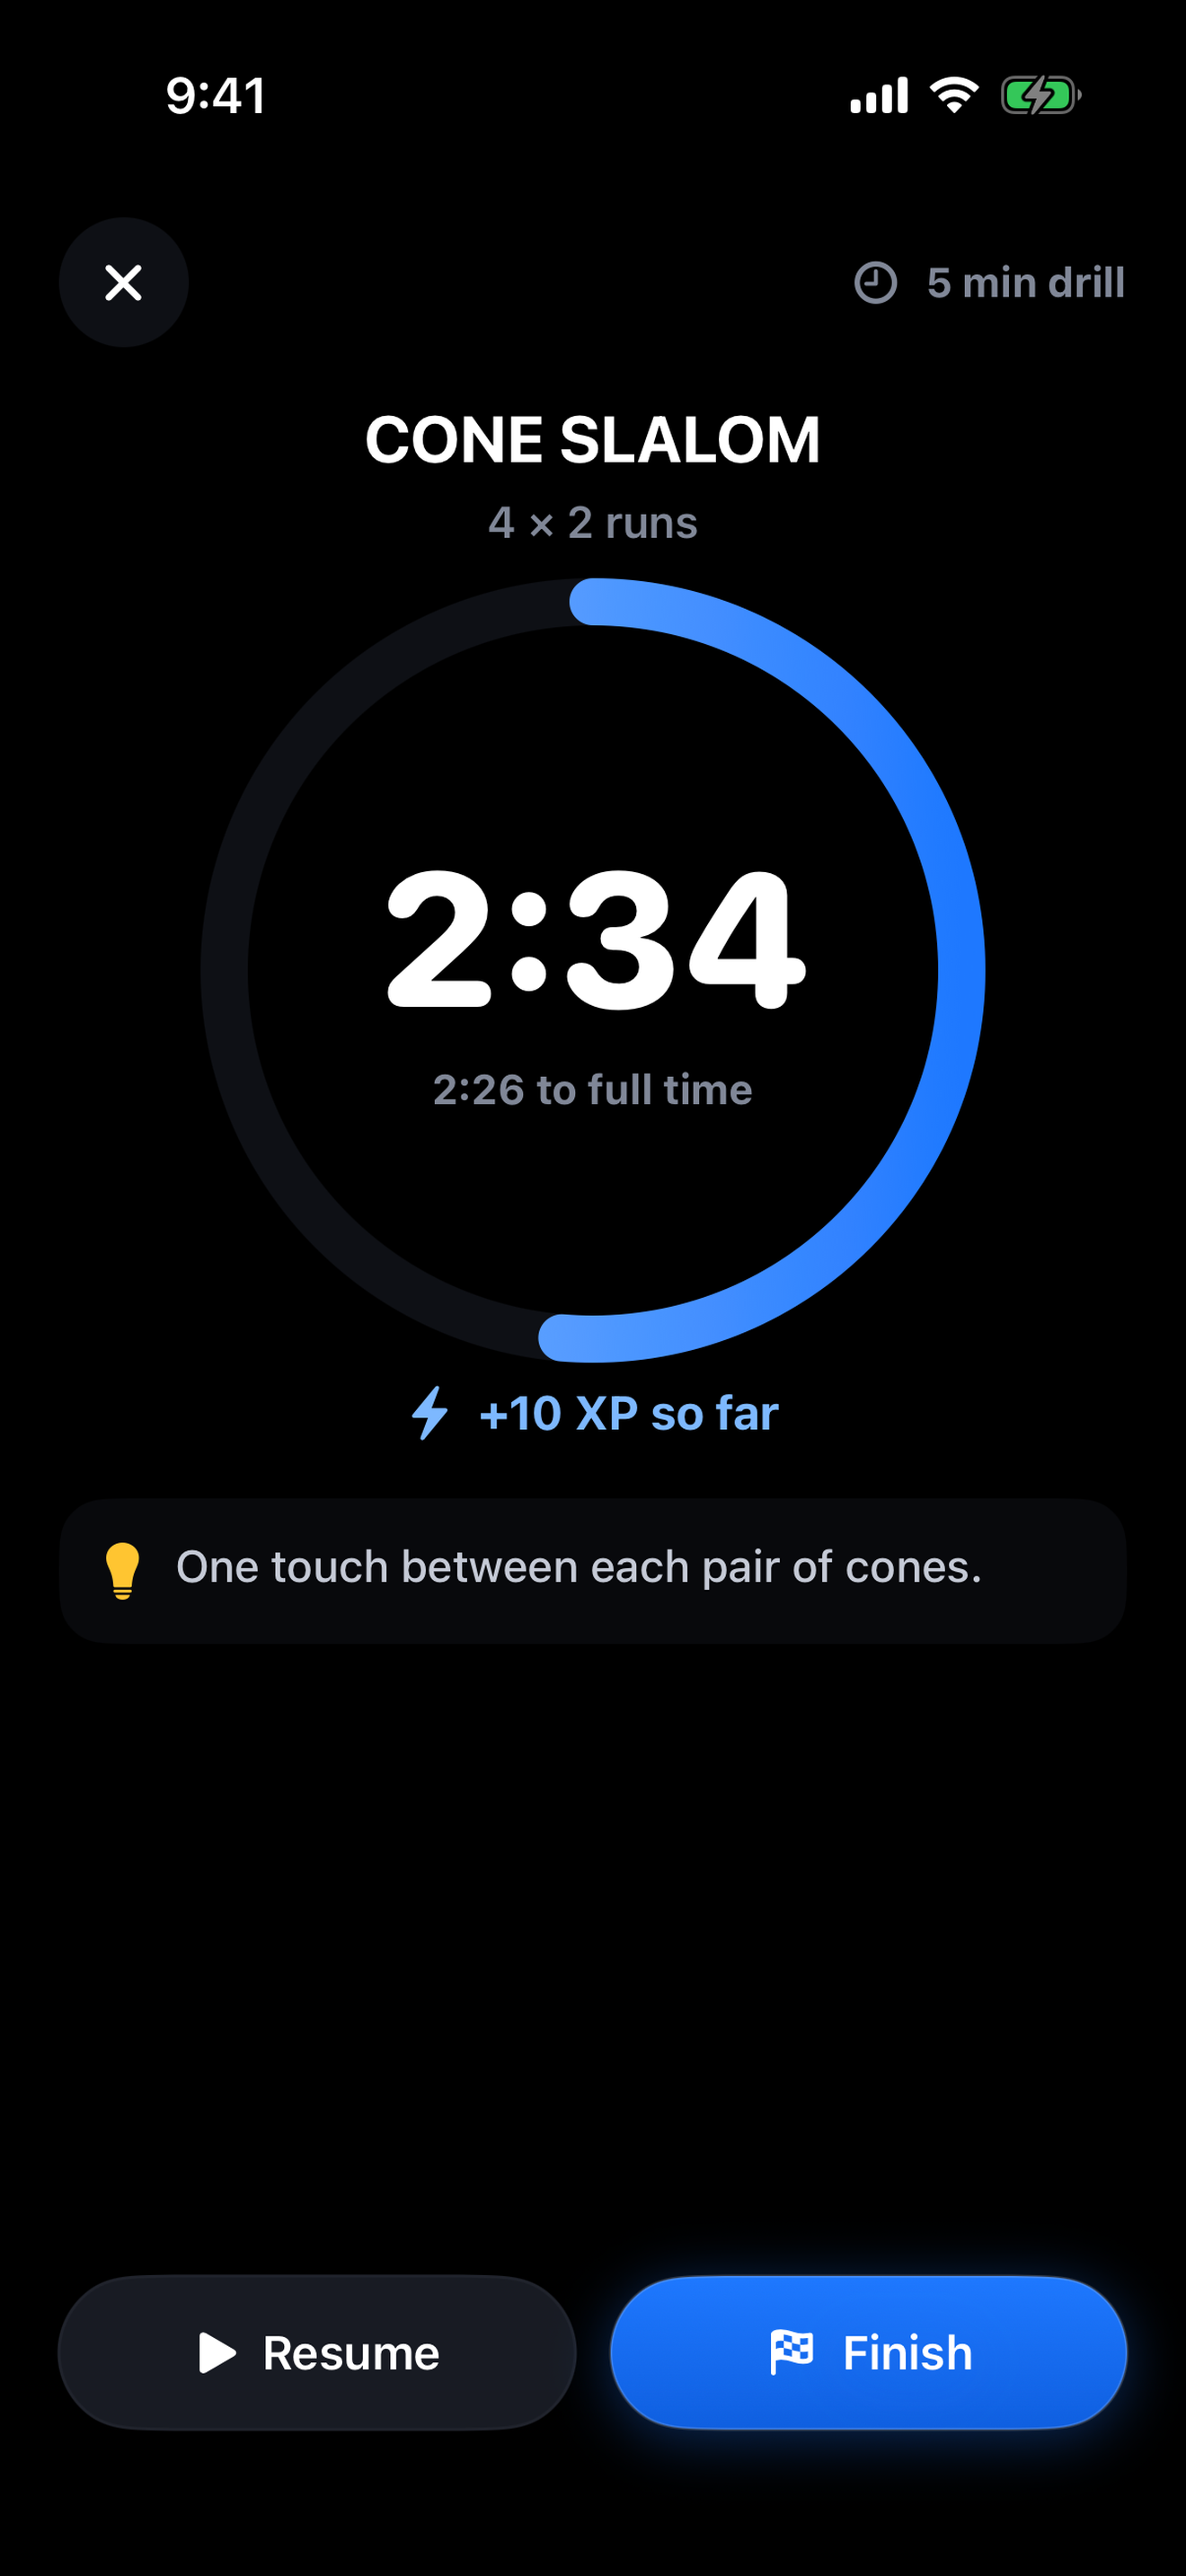 9:41
5 min drill
CONE SLALOM
4 × 2 runs
2:34
2:26 to full time
+10 XP so far
One touch between each pair of cones.
Resume
Finish